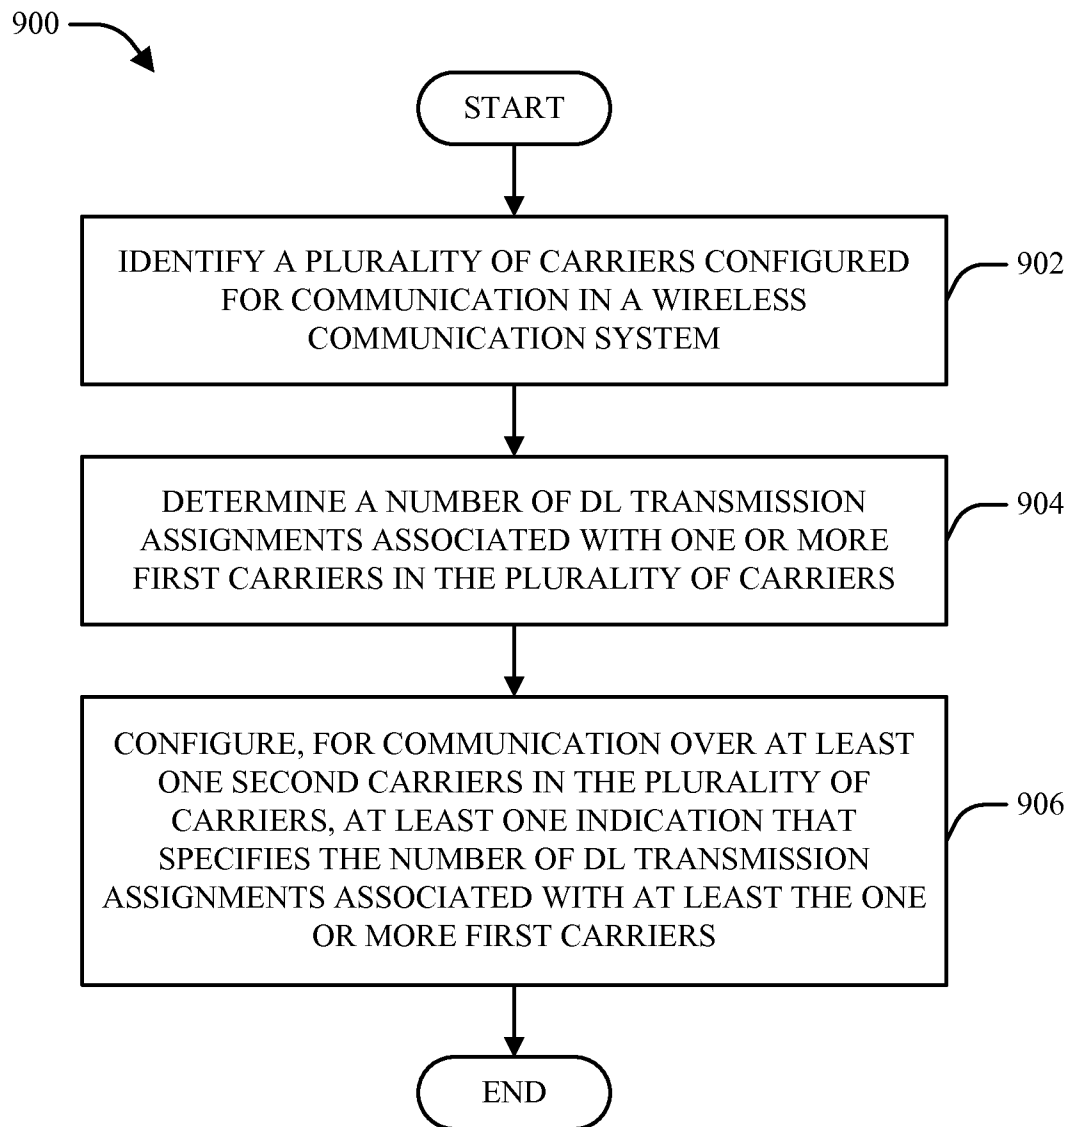 900
START
IDENTIFY A PLURALITY OF CARRIERS CONFIGURED
FOR COMMUNICATION IN A WIRELESS
COMMUNICATION SYSTEM
902
DETERMINE A NUMBER OF DL TRANSMISSION
ASSIGNMENTS ASSOCIATED WITH ONE OR MORE
FIRST CARRIERS IN THE PLURALITY OF CARRIERS
904
CONFIGURE, FOR COMMUNICATION OVER AT LEAST
ONE SECOND CARRIERS IN THE PLURALITY OF
CARRIERS, AT LEAST ONE INDICATION THAT
SPECIFIES THE NUMBER OF DL TRANSMISSION
ASSIGNMENTS ASSOCIATED WITH AT LEAST THE ONE
OR MORE FIRST CARRIERS
906
END